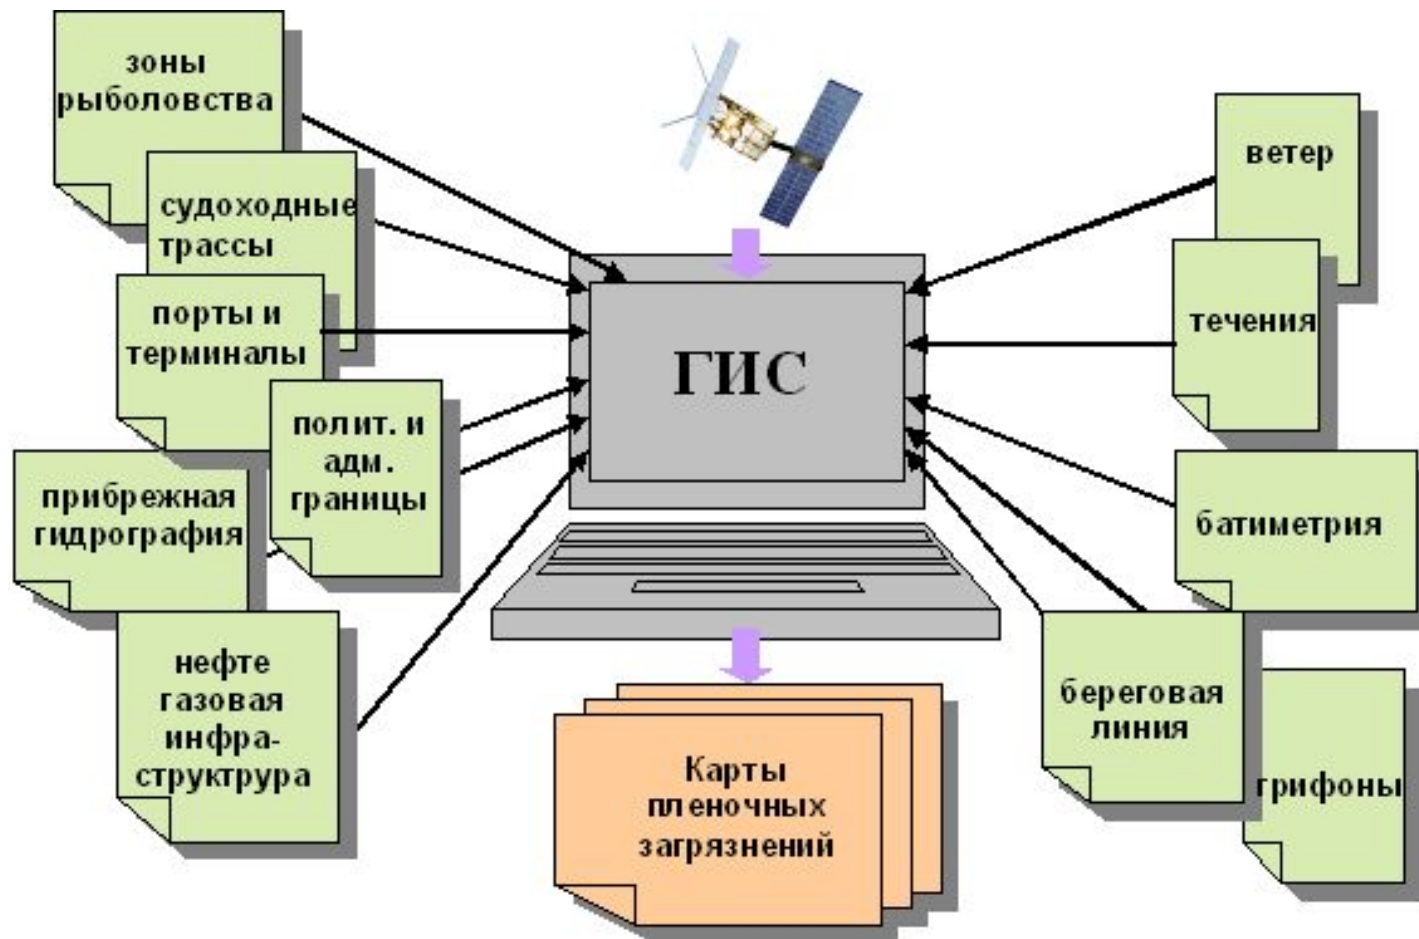 зоны
рыболовства
судоходные
трассы
порты и
терминалы
полит. и
адм.
границы
прибрежная
гидрография
нефте
газовая
инфра-
структрура
ГИС
Карты
пленочных
загрязнений
ветер
течения
батиметрия
береговая
линия
грифоны